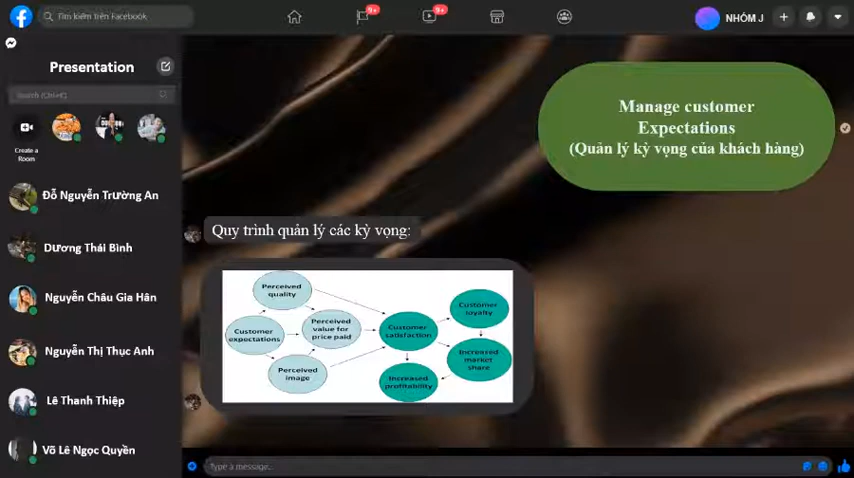 Tìm kiếm trên Facebook
9+
9+
NHÓM J
Presentation
Search (Ctrl+K)
Create a
Room
Đỗ Nguyễn Trường An
Dương Thái Bình
Nguyễn Châu Gia Hân
Nguyễn Thị Thục Anh
Lê Thanh Thiệp
Võ Lê Ngọc Quyền
Manage customer
Expectations
(Quản lý kỳ vọng của khách hàng)
Quy trình quản lý các kỳ vọng:
Perceived
quality
Customer
expectations
Perceived
value for
price paid
Perceived
image
Customer
satisfaction
Customer
loyalty
Increased
market
share
Increased
profitability
Type a message...